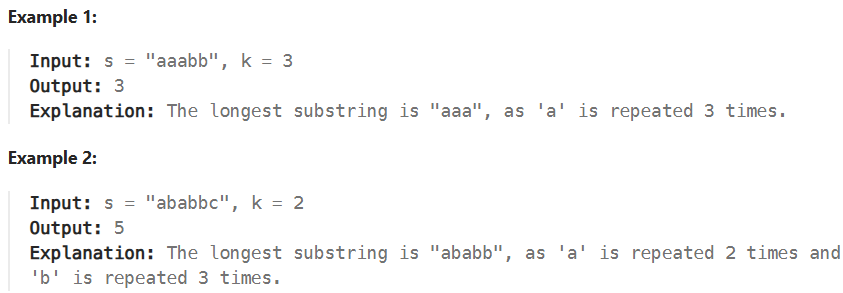 Example 1:
Input: s = "aaabb", k = 3
Output: 3
Explanation: The longest substring is "aaa", as 'a' is repeated 3 times.
Example 2:
Input: s = "ababbc", k = 2
Output: 5
Explanation: The longest substring is "ababb", as 'a' is repeated 2 times and
'b' is repeated 3 times.